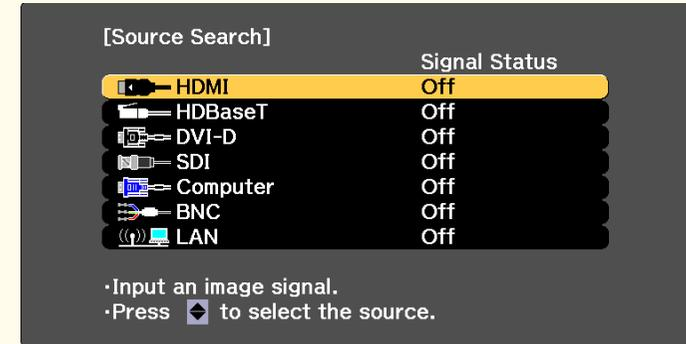 [Source Search]
Signal Status
HDMI Off
HDBaseT Off
DVI-D Off
SDI Off
Computer Off
BNC Off
LAN Off
·Input an image signal.
·Press to select the source.